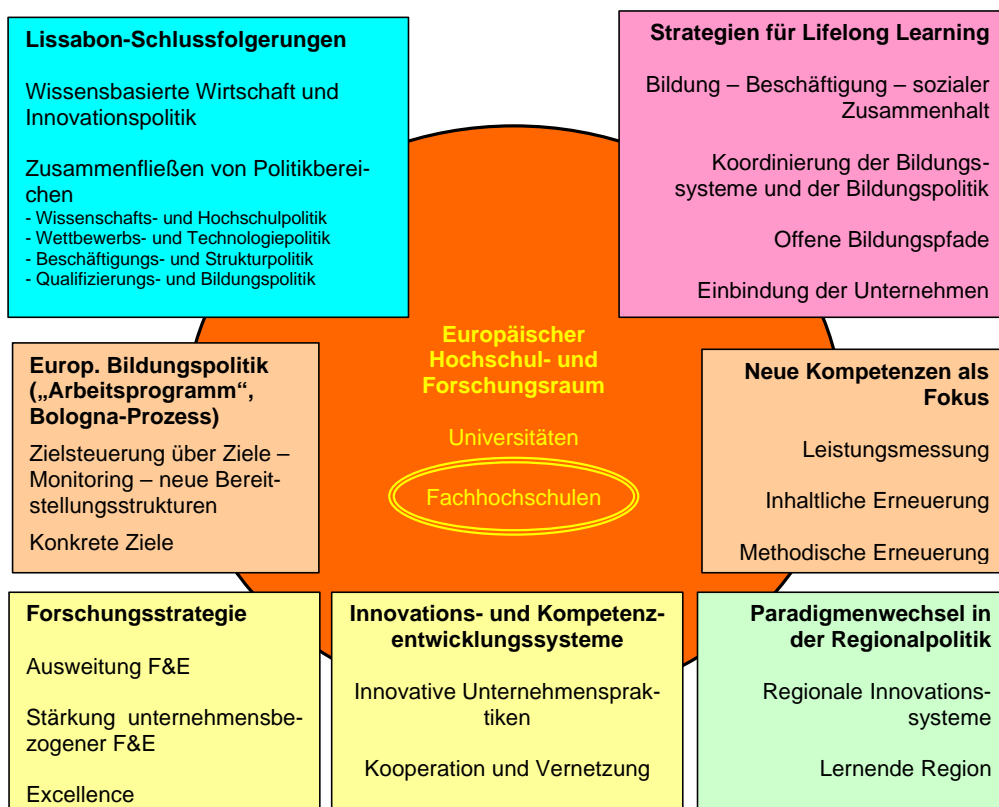 Lissabon-Schlussfolgerungen
Wissensbasierte Wirtschaft und
Innovationspolitik
Zusammenfließen von Politikberei-
chen
- Wissenschafts- und Hochschulpolitik
- Wettbewerbs- und Technologiepolitik
- Beschäftigungs- und Strukturpolitik
- Qualifizierungs- und Bildungspolitik
Strategien für Lifelong Learning
Bildung – Beschäftigung – sozialer
Zusammenhalt
Koordinierung der Bildungs-
systeme und der Bildungspolitik
Offene Bildungspfade
Einbindung der Unternehmen
Europ. Bildungspolitik
(„Arbeitsprogramm“,
Bologna-Prozess)
Zielsteuerung über Ziele –
Monitoring – neue Bereit-
stellungsstrukturen
Konkrete Ziele
Europäischer
Hochschul- und
Forschungsraum
Universitäten
Fachhochschulen
Neue Kompetenzen als
Fokus
Leistungsmessung
Inhaltliche Erneuerung
Methodische Erneuerung
Forschungsstrategie
Ausweitung F&E
Stärkung unternehmensbe-
zogener F&E
Excellence
Innovations- und Kompetenz-
entwicklungssysteme
Innovative Unternehmensprak-
tiken
Kooperation und Vernetzung
Paradigmenwechsel in
der Regionalpolitik
Regionale Innovations-
systeme
Lernende Region